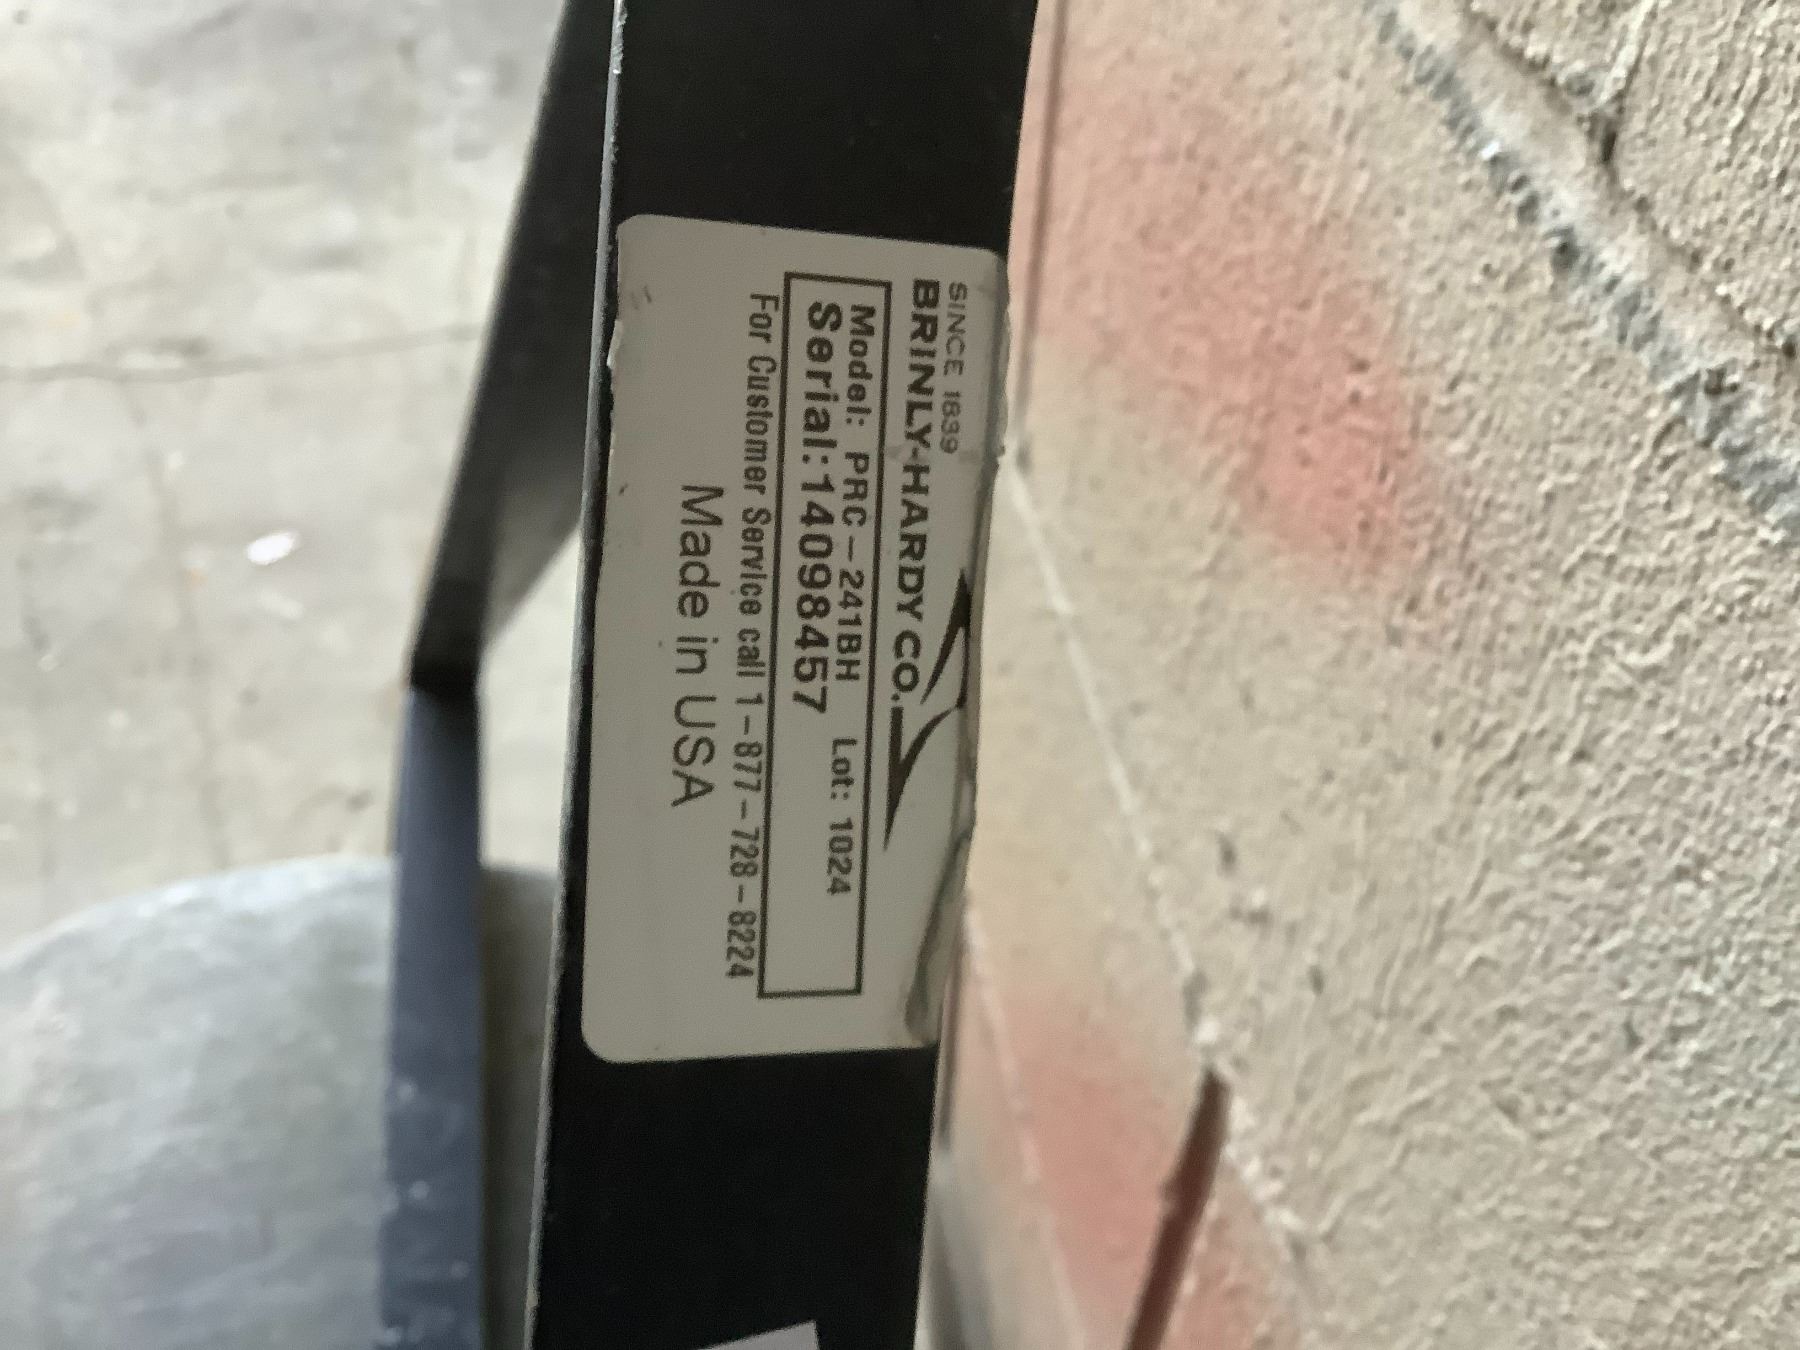 SINCE 1839
BRINLY-HARDY CO.
Model: PRC-241BH Lot: 1024
Serial:14098457
For Customer Service call 1-877-728-8224
Made in USA